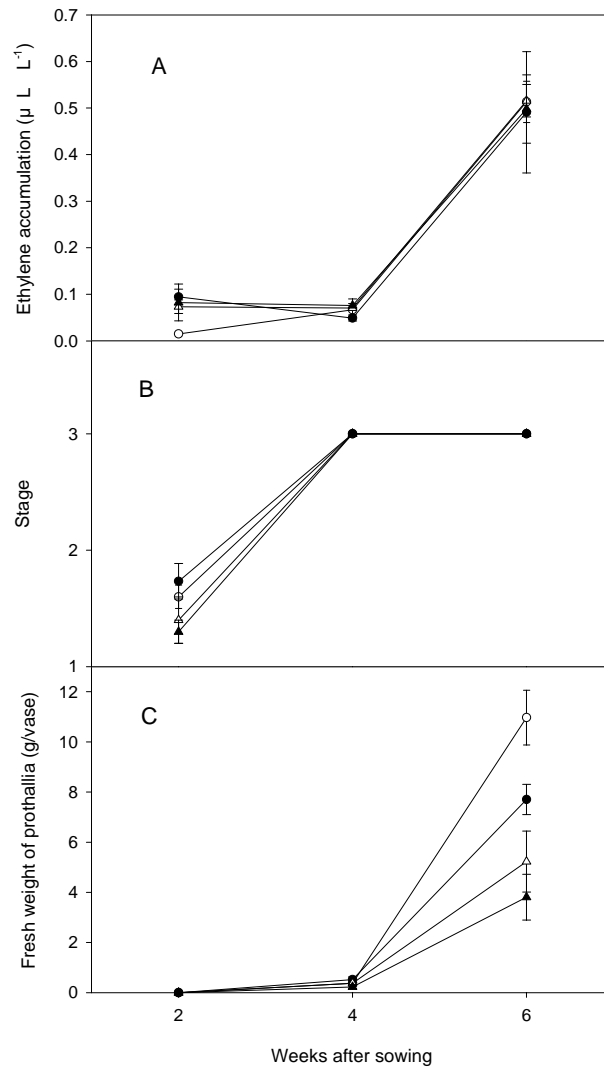 0.7
0.6
0.5
0.4
0.3
0.2
0.1
0.0
Ethylene accumulation (µ L L-1)
A
3
2
1
Stage
B
12
10
8
6
4
2
0
Fresh weight of prothallia (g/vase)
C
2 4 6
Weeks after sowing